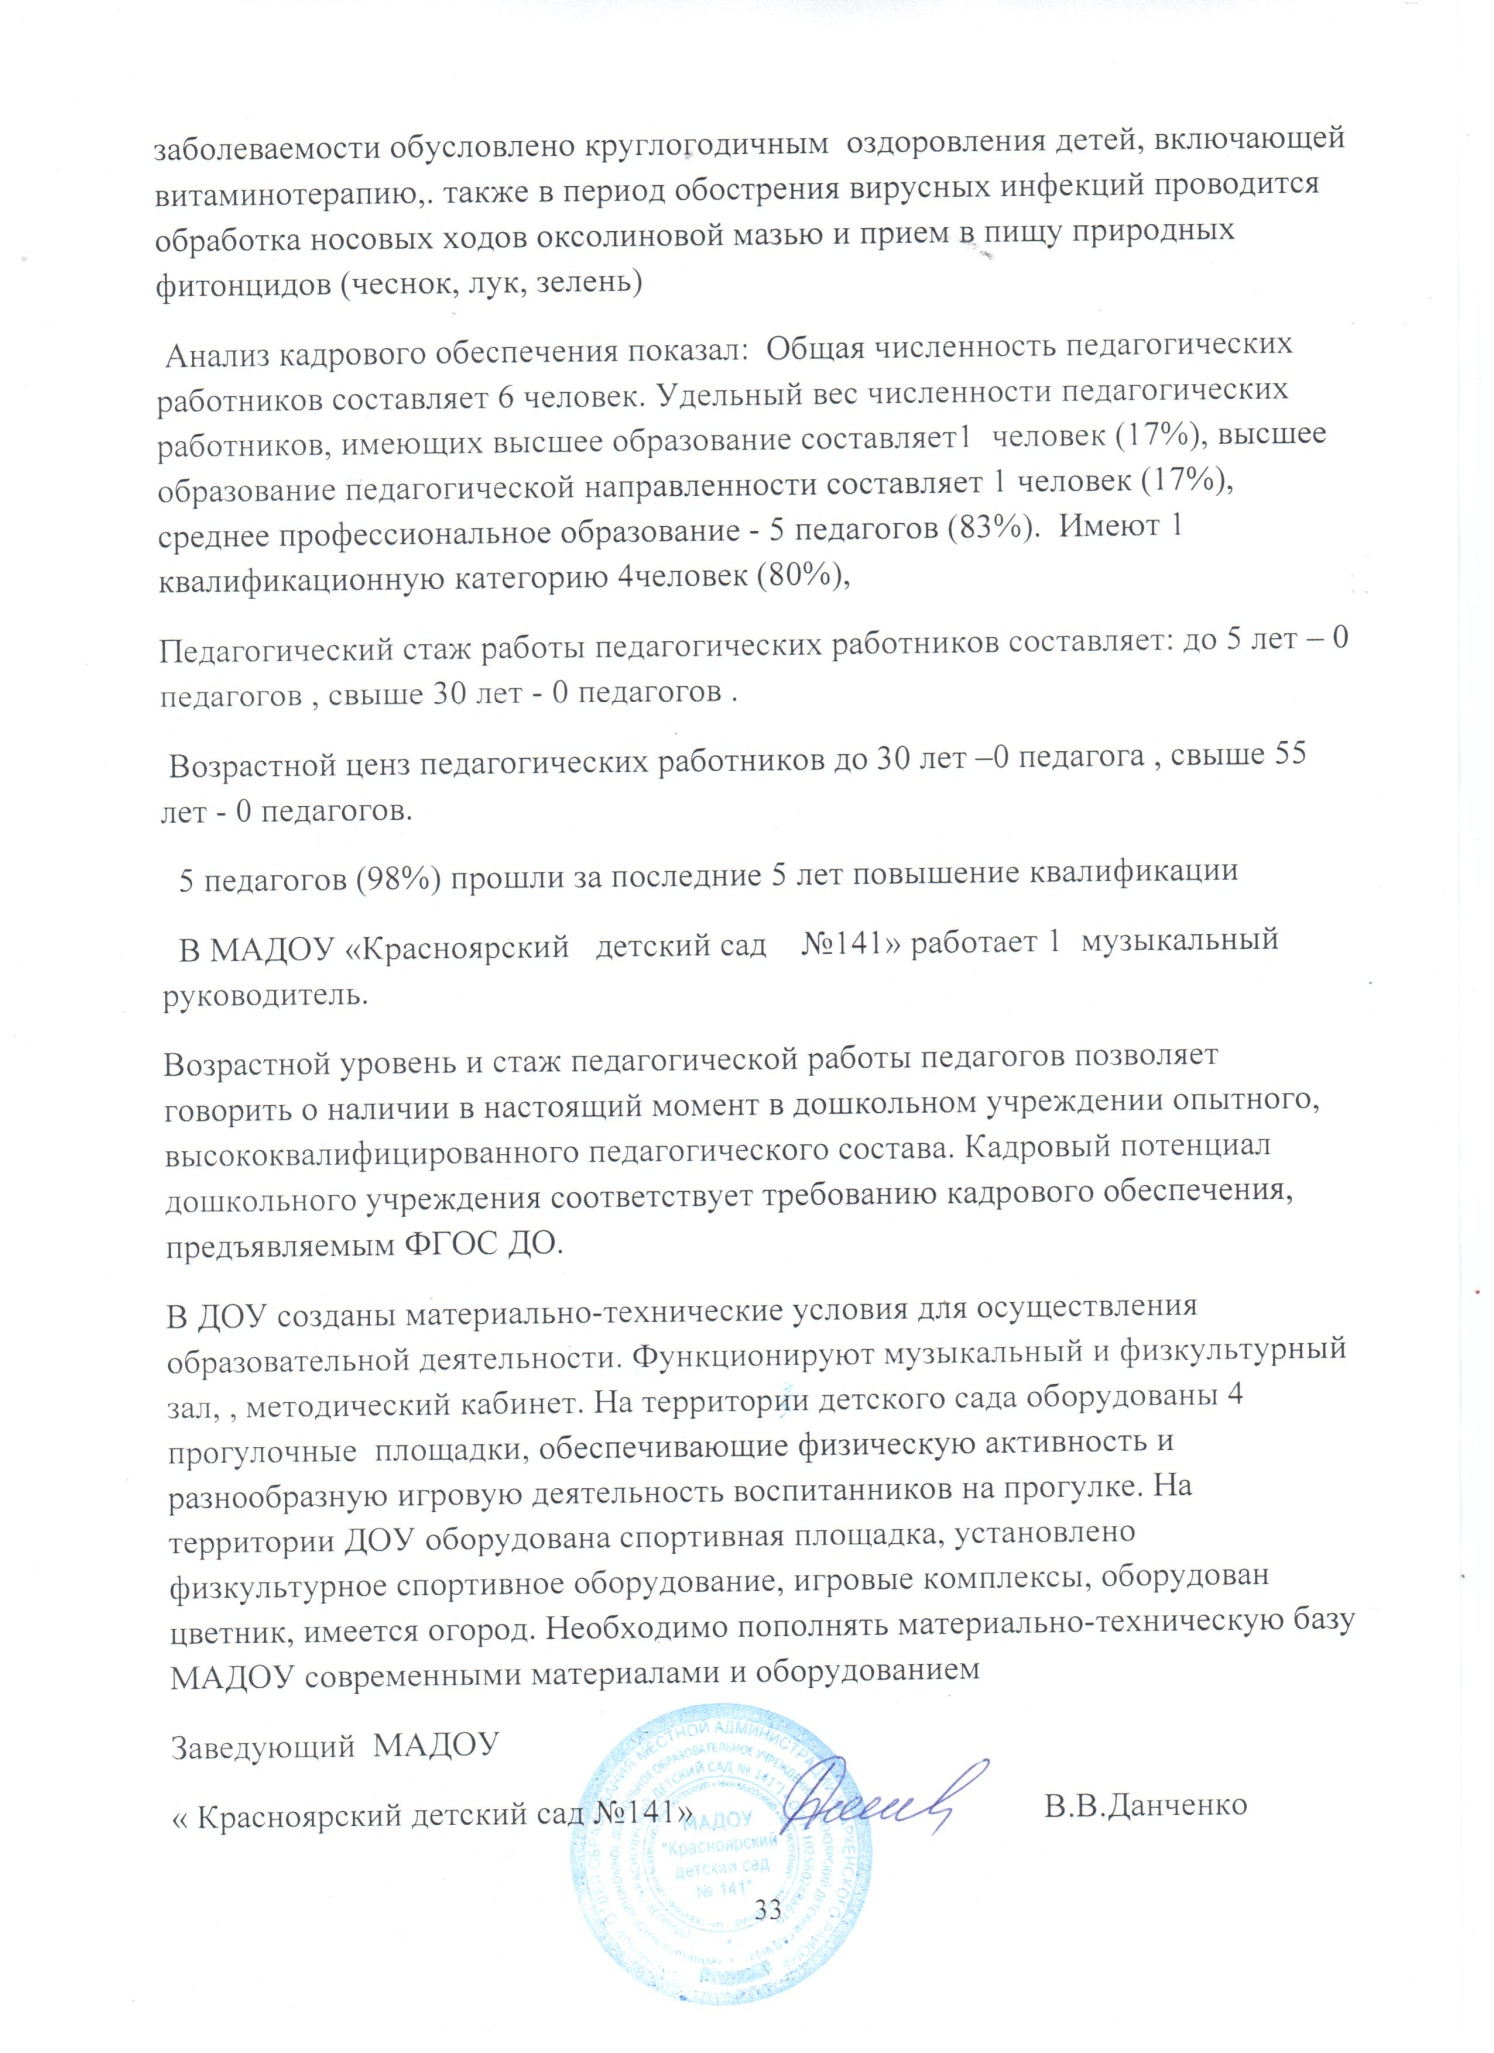 заболеваемости обусловлено круглогодичным оздоровления детей, включающей
витаминотерапию,. также в период обострения вирусных инфекций проводится
обработка носовых ходов оксолиновой мазью и прием в пищу природных
фитонцидов (чеснок, лук, зелень)
Анализ кадрового обеспечения показал: Общая численность педагогических
работников составляет 6 человек. Удельный вес численности педагогических
работников, имеющих высшее образование составляет1 человек (17%), высшее
образование педагогической направленности составляет 1 человек (17%),
среднее профессиональное образование - 5 педагогов (83%). Имеют 1
квалификационную категорию 4человек (80%),
Педагогический стаж работы педагогических работников составляет: до 5 лет – 0
педагогов , свыше 30 лет - 0 педагогов .
Возрастной ценз педагогических работников до 30 лет –0 педагога , свыше 55
лет - 0 педагогов.
5 педагогов (98%) прошли за последние 5 лет повышение квалификации
В МАДОУ «Красноярский детский сад №141» работает 1 музыкальный
руководитель.
Возрастной уровень и стаж педагогической работы педагогов позволяет
говорить о наличии в настоящий момент в дошкольном учреждении опытного,
высококвалифицированного педагогического состава. Кадровый потенциал
дошкольного учреждения соответствует требованию кадрового обеспечения,
предъявляемым ФГОС ДО.
В ДОУ созданы материально-технические условия для осуществления
образовательной деятельности. Функционируют музыкальный и физкультурный
зал, , методический кабинет. На территории детского сада оборудованы 4
прогулочные площадки, обеспечивающие физическую активность и
разнообразную игровую деятельность воспитанников на прогулке. На
территории ДОУ оборудована спортивная площадка, установлено
физкультурное спортивное оборудование, игровые комплексы, оборудован
цветник, имеется огород. Необходимо пополнять материально-техническую базу
МАДОУ современными материалами и оборудованием
Заведующий МАДОУ
« Красноярский детский сад №141» В.В.Данченко
МАДОУ
"Красноярский
детский сад
№ 141"
33